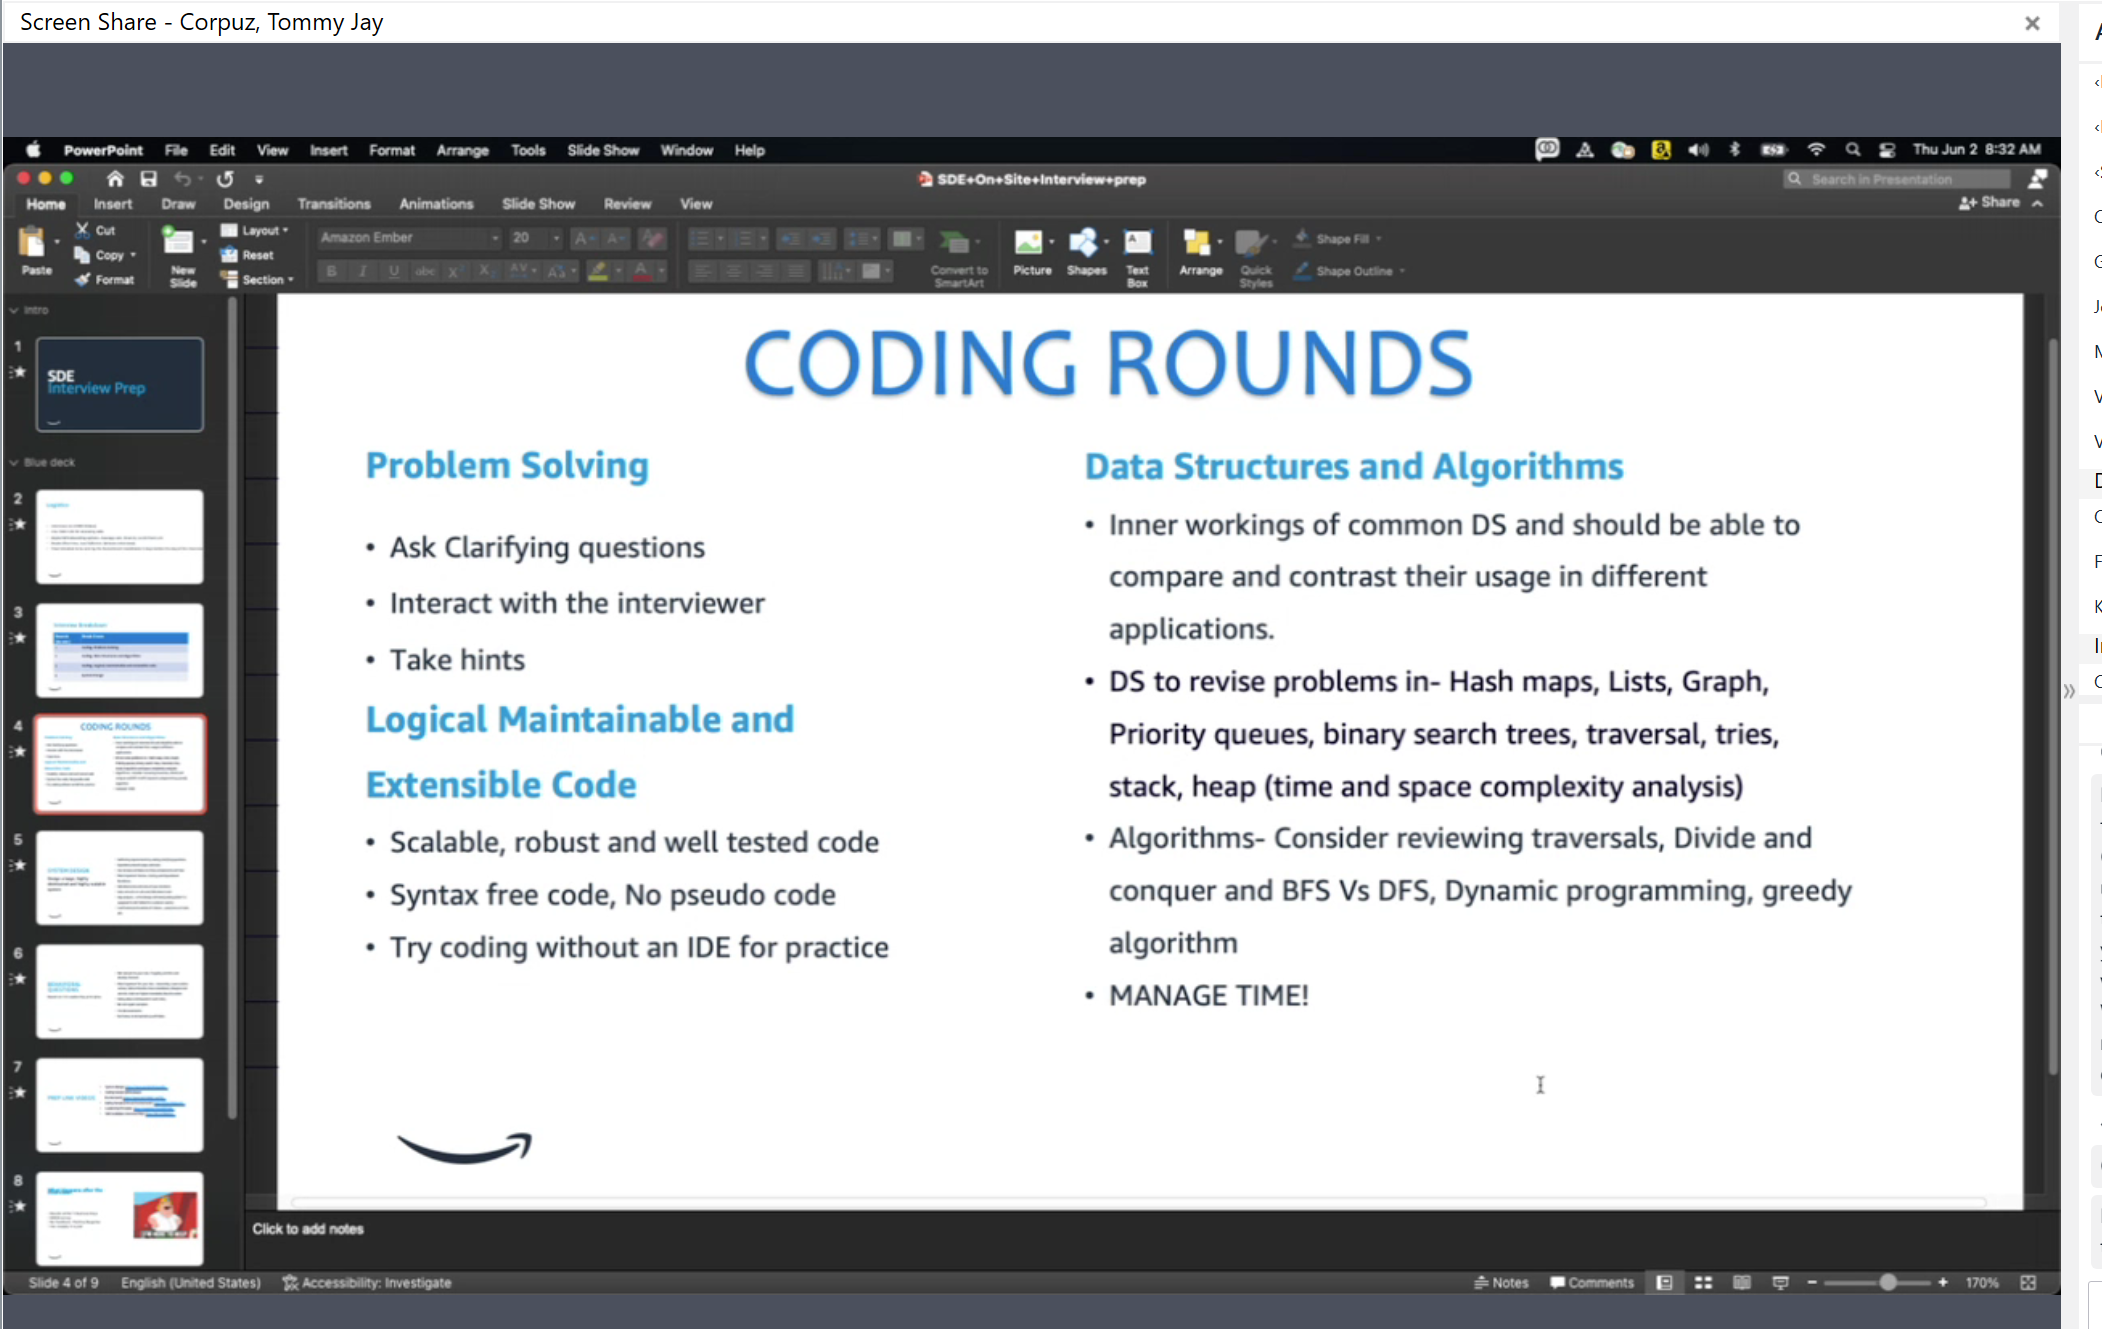 Screen Share - Corpuz, Tommy Jay
PowerPoint File Edit View Insert Format Arrange Tools Slide Show Window Help
Thu Jun 2 8:32 AM
SDE+On+Site+Interview+prep
Search in Presentation
Home Insert Draw Design Transitions Animations Slide Show Review View
Share
Paste
Cut
Copy
Format
New
Slide
Layout
Reset
Section
Amazon Ember
20
Convert to
SmartArt
Picture
Shapes
Text
Box
Arrange
Quick
Styles
Shape Fill
Shape Outline
Intro
1
SDE
Interview Prep
Blue deck
2
Logistics
3
4
CODING ROUNDS
5
SYSTEM DESIGN
6
7
8
CODING ROUNDS
Problem Solving
• Ask Clarifying questions
• Interact with the interviewer
• Take hints
Logical Maintainable and
Extensible Code
• Scalable, robust and well tested code
• Syntax free code, No pseudo code
• Try coding without an IDE for practice
Data Structures and Algorithms
• Inner workings of common DS and should be able to
compare and contrast their usage in different
applications.
• DS to revise problems in- Hash maps, Lists, Graph,
Priority queues, binary search trees, traversal, tries,
stack, heap (time and space complexity analysis)
• Algorithms- Consider reviewing traversals, Divide and
conquer and BFS Vs DFS, Dynamic programming, greedy
algorithm
• MANAGE TIME!
Click to add notes
Slide 4 of 9 English (United States) Accessibility: Investigate
Notes Comments 170%